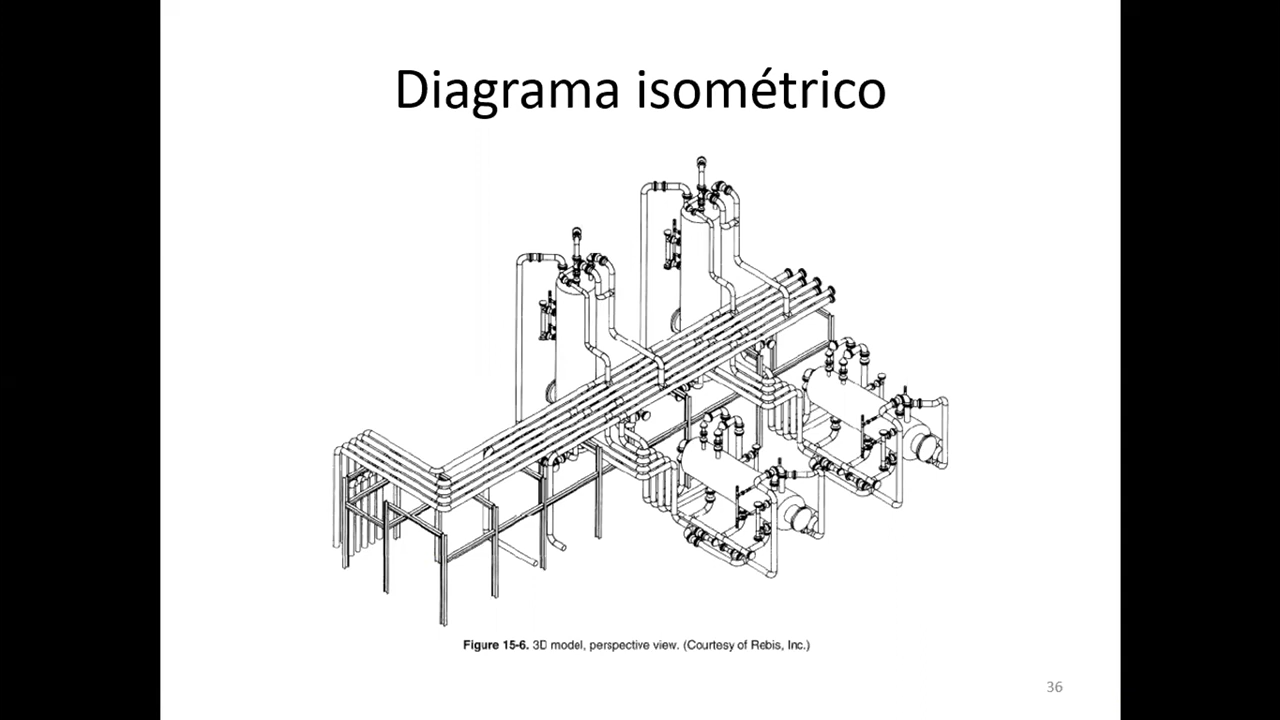 Diagrama isométrico
Figure 15-6. 3D model, perspective view. (Courtesy of Rebis, Inc.)
36